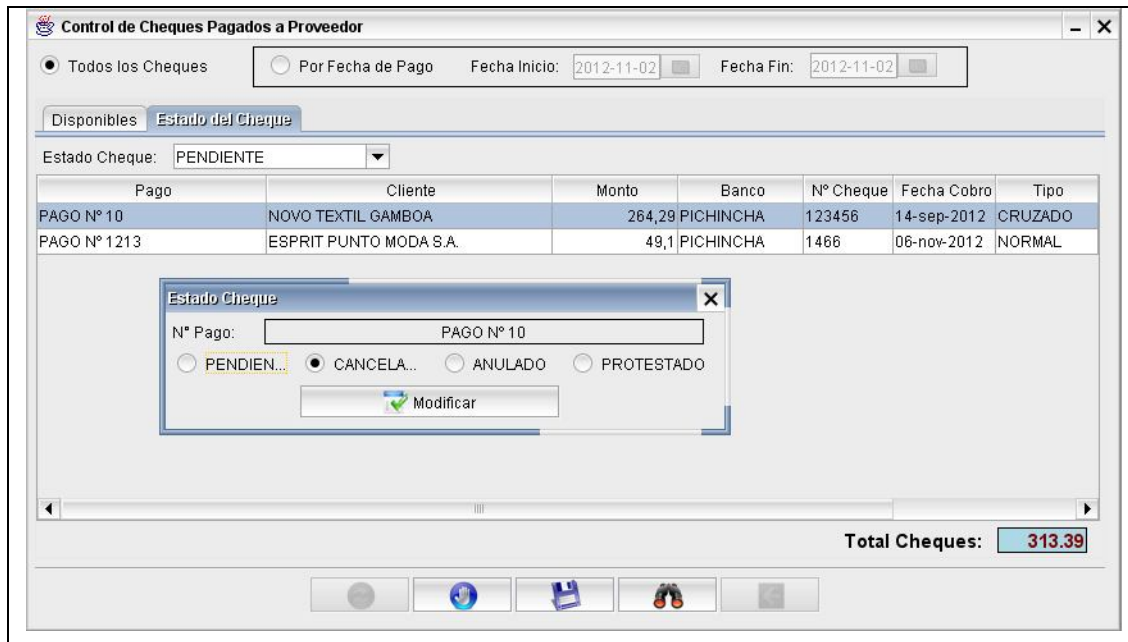 Control de Cheques Pagados a Proveedor
Todos los Cheques Por Fecha de Pago Fecha Inicio: 2012-11-02 Fecha Fin: 2012-11-02
Disponibles Estado del Cheque
Estado Cheque: PENDIENTE
Pago Cliente Monto Banco Nº Cheque Fecha Cobro Tipo
PAGO Nº 10 NOVO TEXTIL GAMBOA 264,29 PICHINCHA 123456 14-sep-2012 CRUZADO
PAGO Nº 1213 ESPRIT PUNTO MODA S.A. 49,1 PICHINCHA 1466 06-nov-2012 NORMAL
Estado Cheque
N° Pago: PAGO Nº 10
PENDIEN... CANCELA... ANULADO PROTESTADO
Modificar
Total Cheques: 313.39